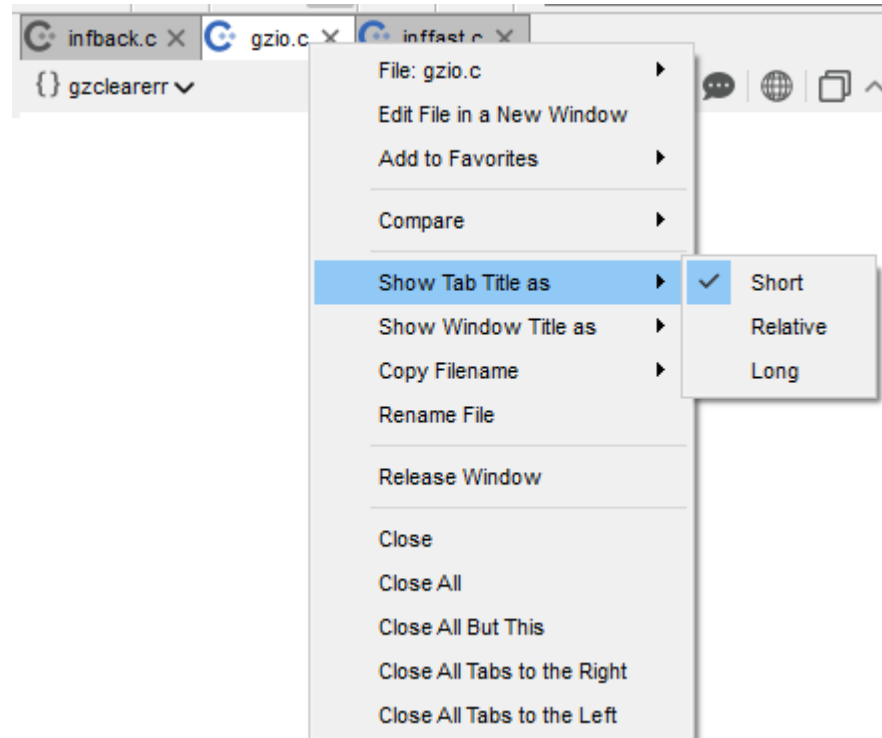 infback.c
gzio.c
inffast.c
{} gzclearerr
File: gzio.c
Edit File in a New Window
Add to Favorites
Compare
Show Tab Title as
Short
Show Window Title as
Relative
Copy Filename
Long
Rename File
Release Window
Close
Close All
Close All But This
Close All Tabs to the Right
Close All Tabs to the Left